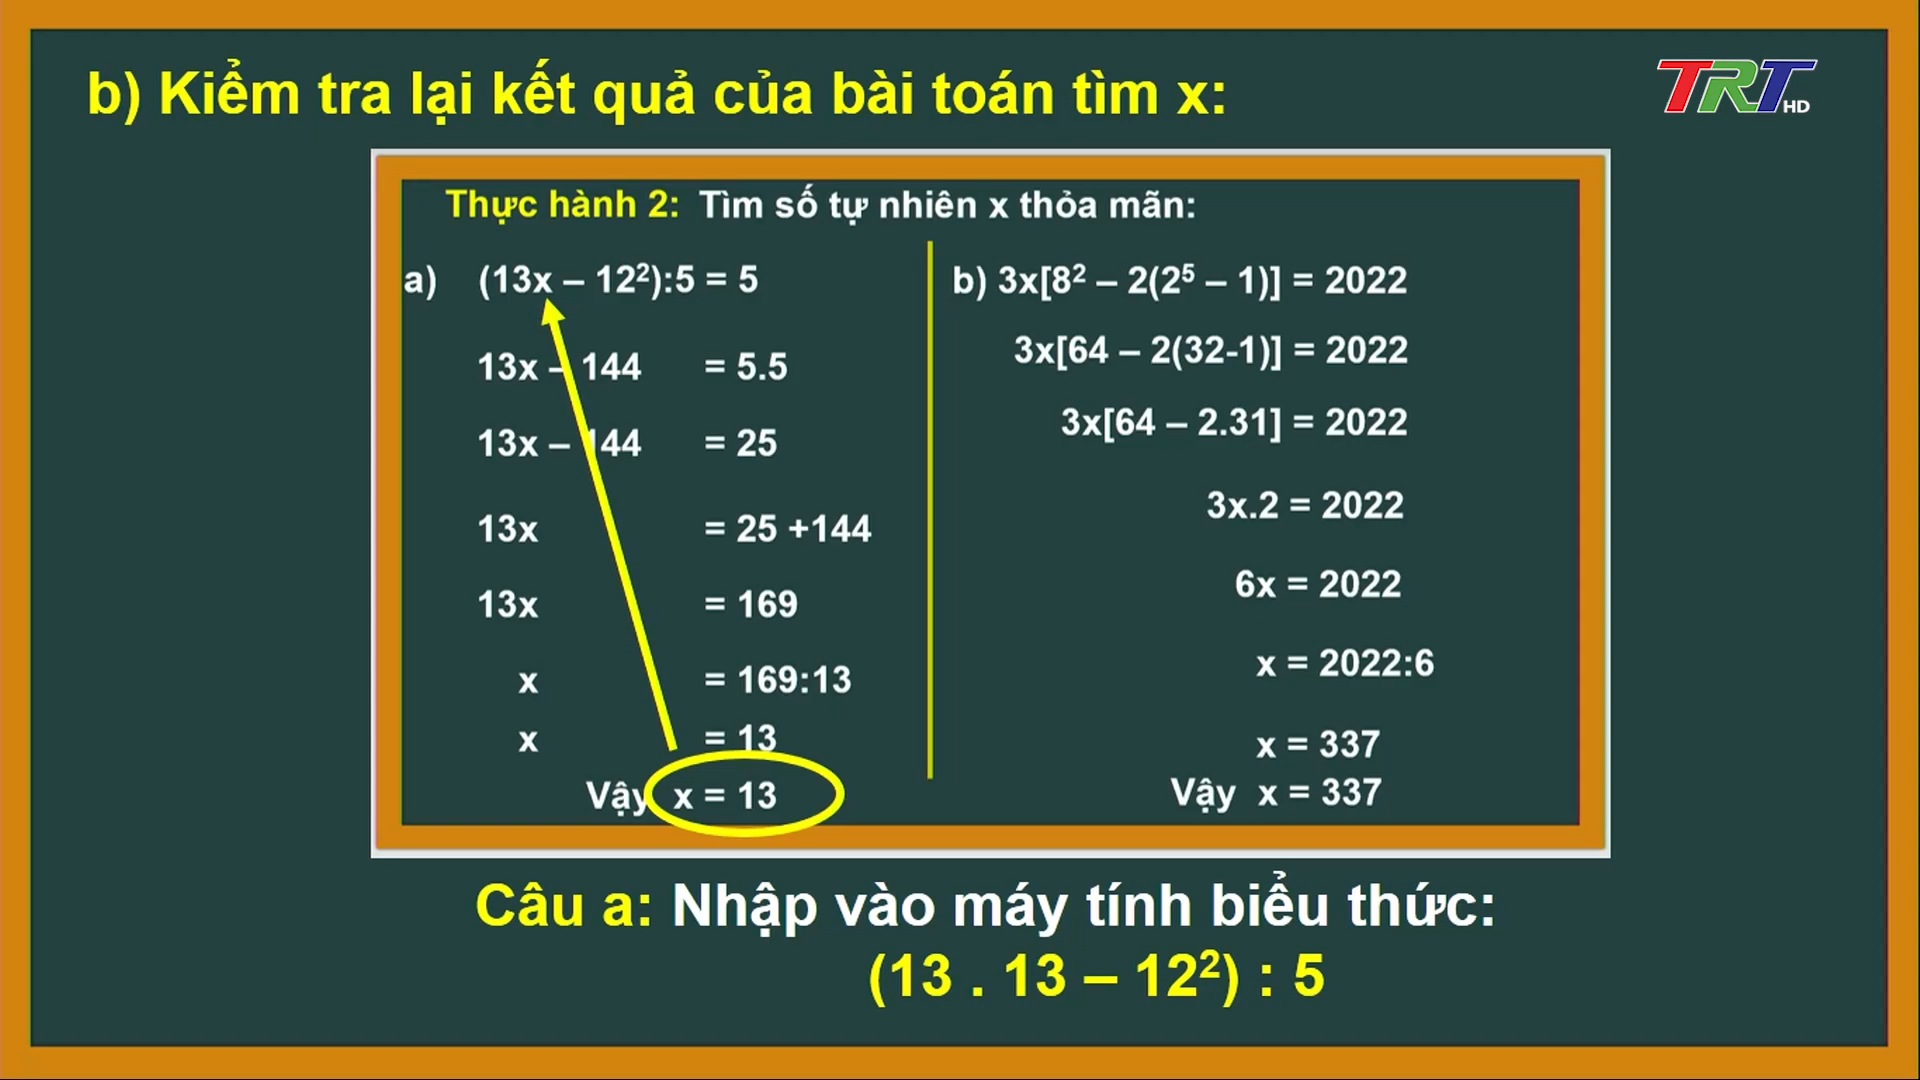 b) Kiểm tra lại kết quả của bài toán tìm x:
TRT HD
Thực hành 2: Tìm số tự nhiên x thỏa mãn:
a) (13x – 12²):5 = 5
13x – 144 = 5.5
13x – 144 = 25
13x = 25 +144
13x = 169
x = 169:13
x = 13
Vậy x = 13
b) 3x[8² – 2(2⁵ – 1)] = 2022
3x[64 – 2(32-1)] = 2022
3x[64 – 2.31] = 2022
3x.2 = 2022
6x = 2022
x = 2022:6
x = 337
Vậy x = 337
Câu a: Nhập vào máy tính biểu thức:
(13 . 13 – 12²) : 5